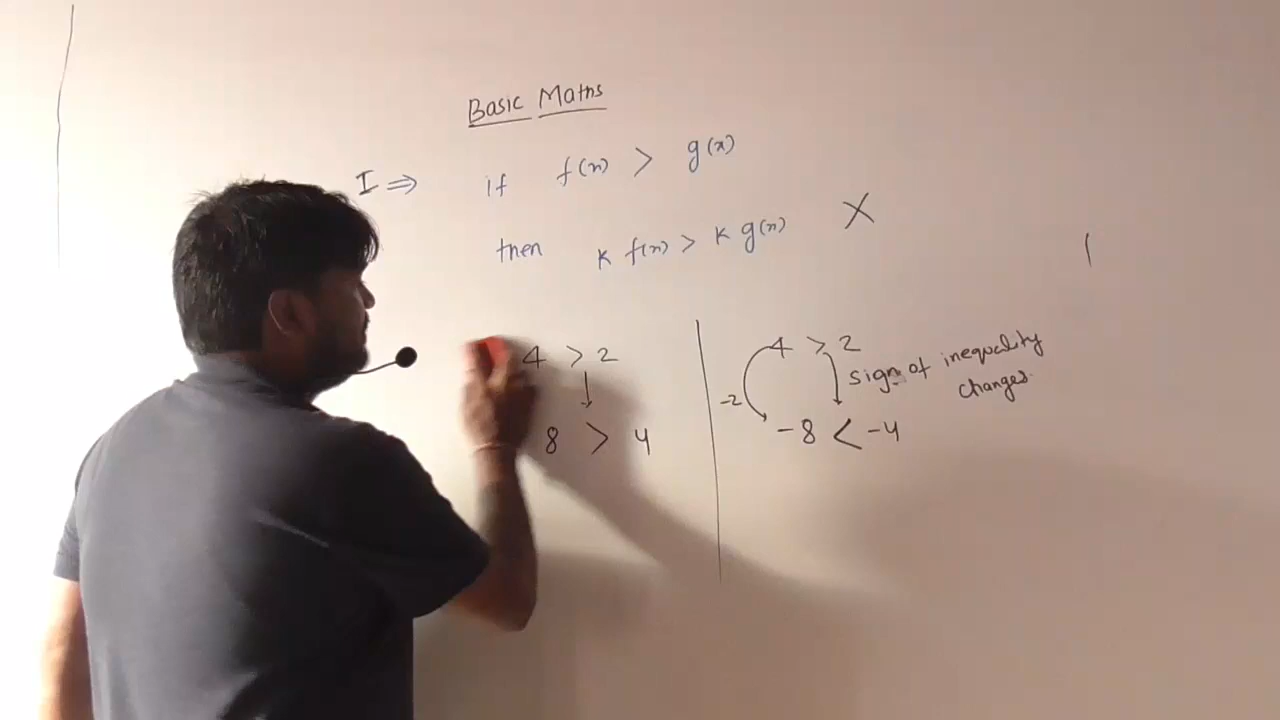 Basic Maths
I ⇒ if f(x) > g(x)
then k f(x) > k g(x) X
4 > 2
8 > 4
4 > 2
sign of inequality
changes.
-2
-8 < -4